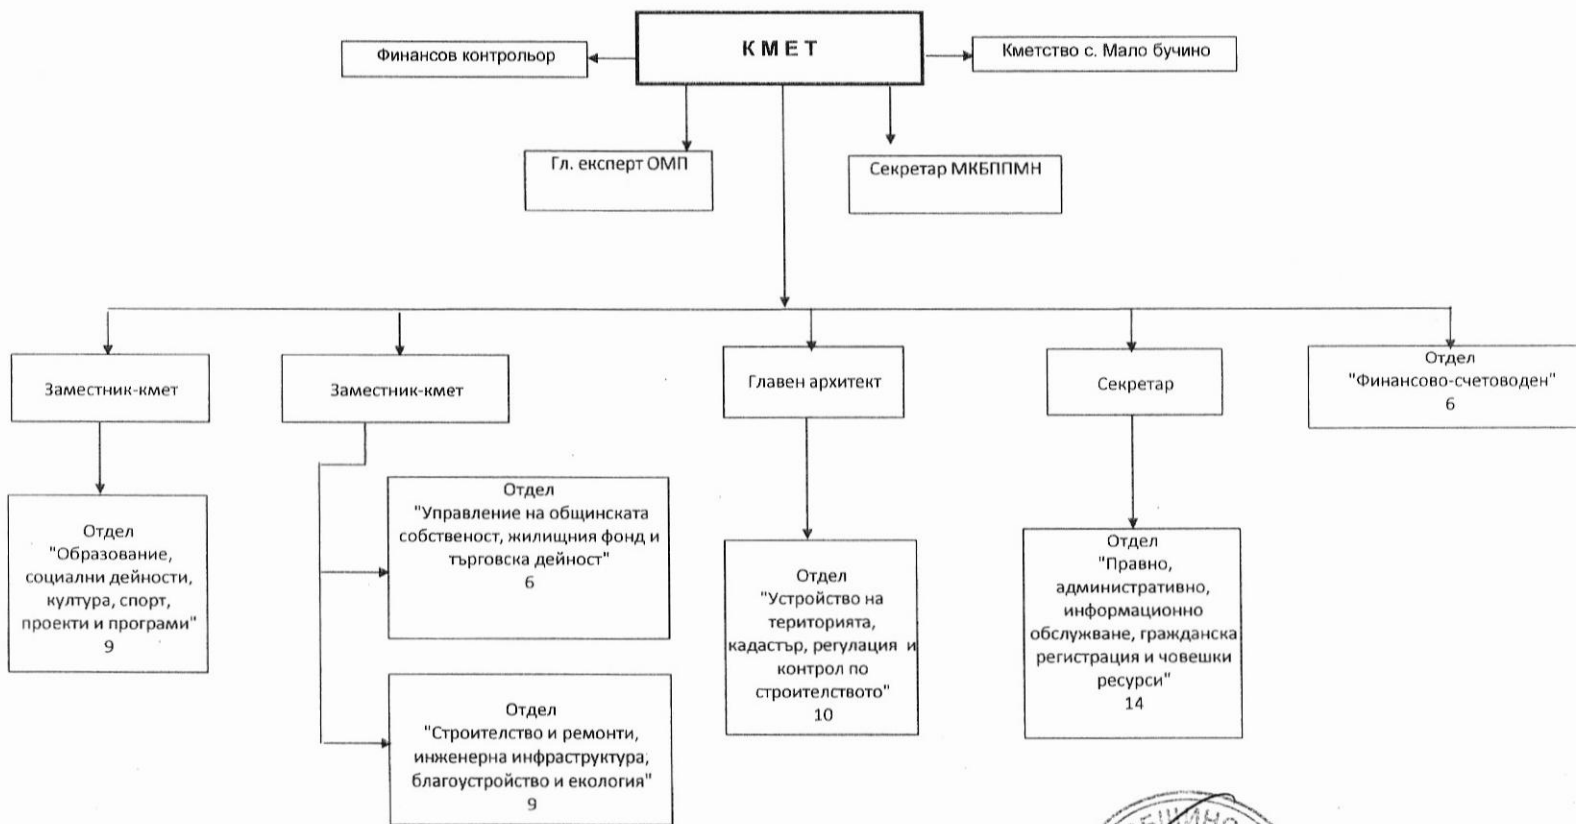 КМЕТ
Финансов контрольор
Кметство с. Мало бучино
Гл. експерт ОМП
Секретар МКБППМН
Заместник-кмет
Заместник-кмет
Главен архитект
Секретар
Отдел
"Финансово-счетоводен"
6
Отдел
"Образование,
социални дейности,
култура, спорт,
проекти и програми"
9
Отдел
"Управление на общинската
собственост, жилищния фонд и
търговска дейност"
6
Отдел
"Строителство и ремонти,
инженерна инфраструктура,
благоустройство и екология"
9
Отдел
"Устройство на
територията,
кадастър, регулация и
контрол по
строителството"
10
Отдел
"Правно,
административно,
информационно
обслужване, гражданска
регистрация и човешки
ресурси"
14